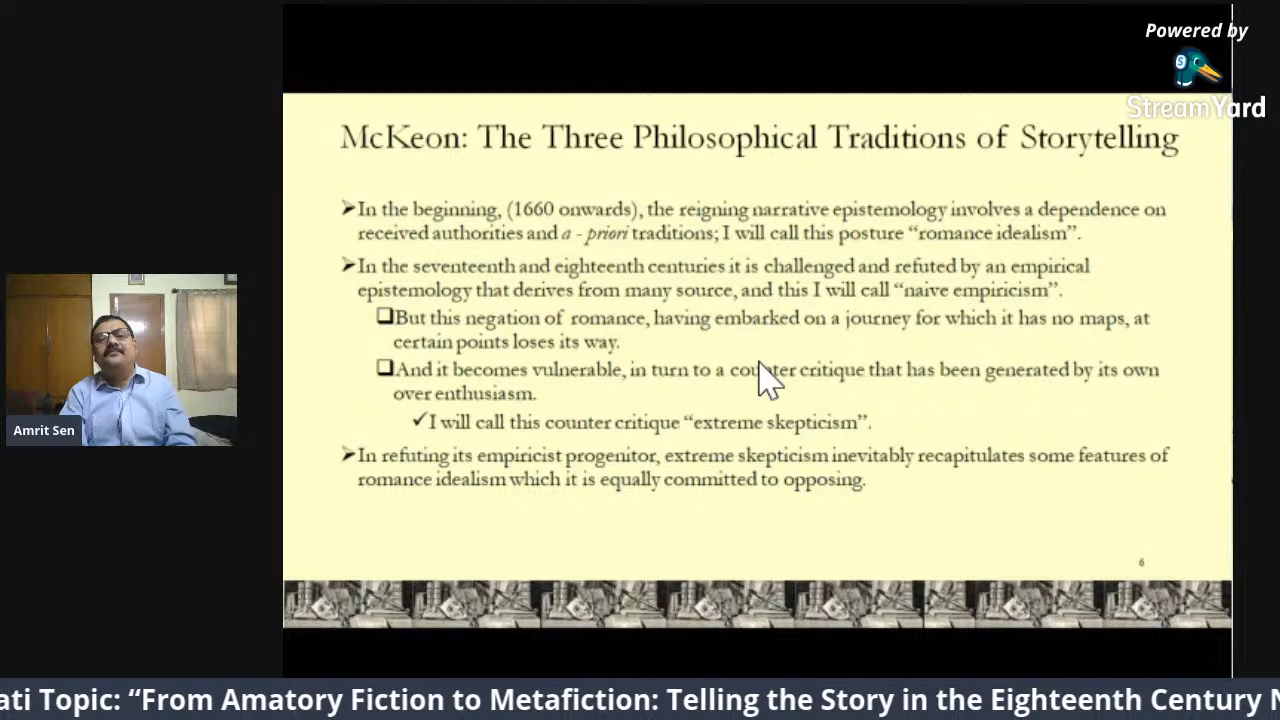 Powered by
StreamYard
McKeon: The Three Philosophical Traditions of Storytelling
➢In the beginning, (1660 onwards), the reigning narrative epistemology involves a dependence on
received authorities and a - priori traditions; I will call this posture “romance idealism”.
➢In the seventeenth and eighteenth centuries it is challenged and refuted by an empirical
epistemology that derives from many source, and this I will call “naive empiricism”.
❑But this negation of romance, having embarked on a journey for which it has no maps, at
certain points loses its way.
❑And it becomes vulnerable, in turn to a counter critique that has been generated by its own
over enthusiasm.
✓I will call this counter critique “extreme skepticism”.
➢In refuting its empiricist progenitor, extreme skepticism inevitably recapitulates some features of
romance idealism which it is equally committed to opposing.
6
Amrit Sen
ati Topic: “From Amatory Fiction to Metafiction: Telling the Story in the Eighteenth Century N